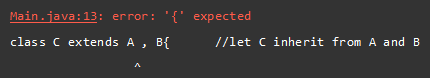 Main.java:13: error: '{' expected
class C extends A , B{      //let C inherit from A and B
                 ^